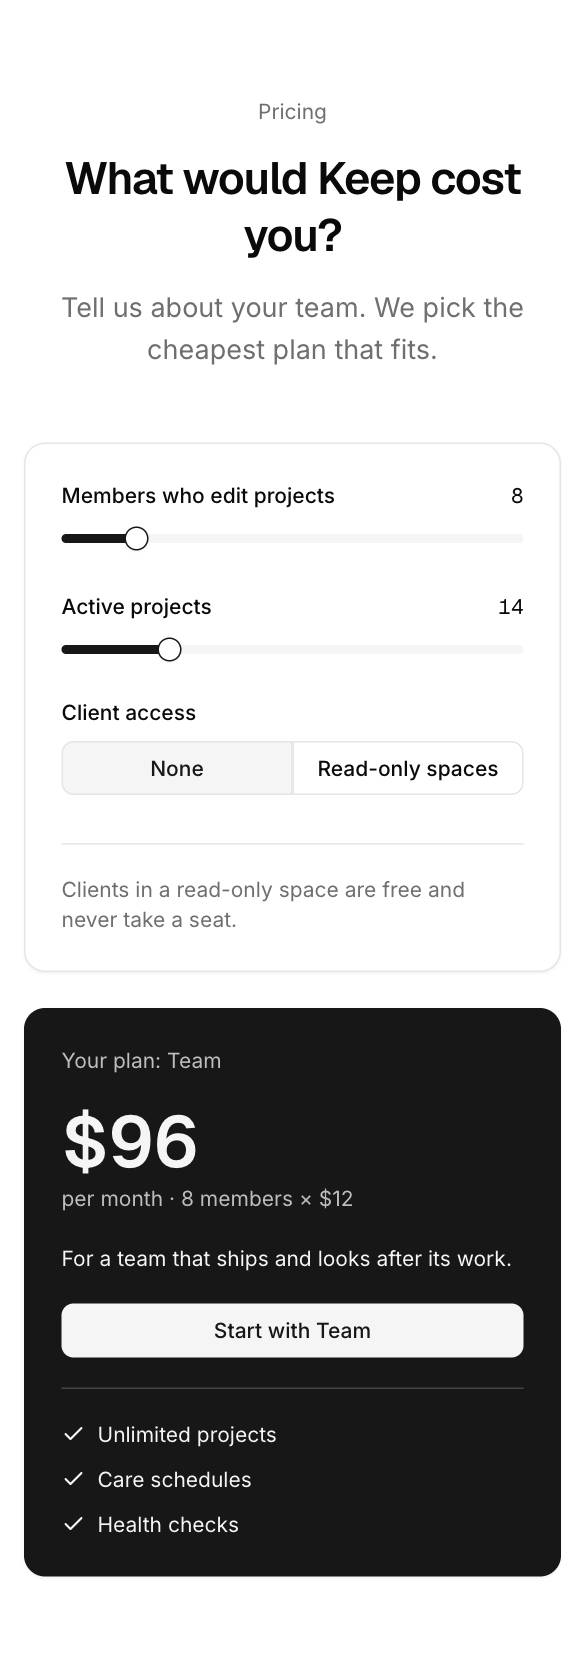 Pricing
What would Keep cost
you?
Tell us about your team. We pick the
cheapest plan that fits.
Members who edit projects 8
Active projects 14
Client access
None Read-only spaces
Clients in a read-only space are free and
never take a seat.
Your plan: Team
$96
per month · 8 members × $12
For a team that ships and looks after its work.
Start with Team
Unlimited projects
Care schedules
Health checks